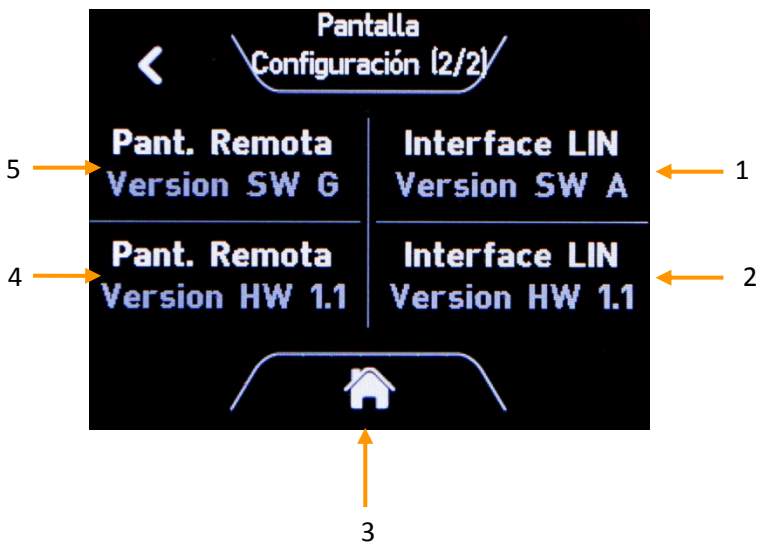 Pantalla
Configuración (2/2)
Pant. Remota
Version SW G
Interface LIN
Version SW A
Pant. Remota
Version HW 1.1
Interface LIN
Version HW 1.1
5
1
4
2
3